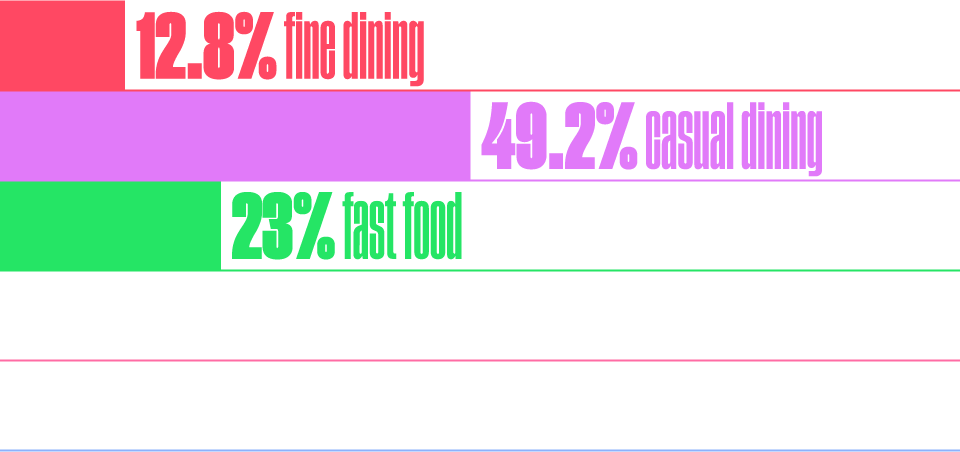 12.8% fine dining
49.2% casual dining
23% fast food